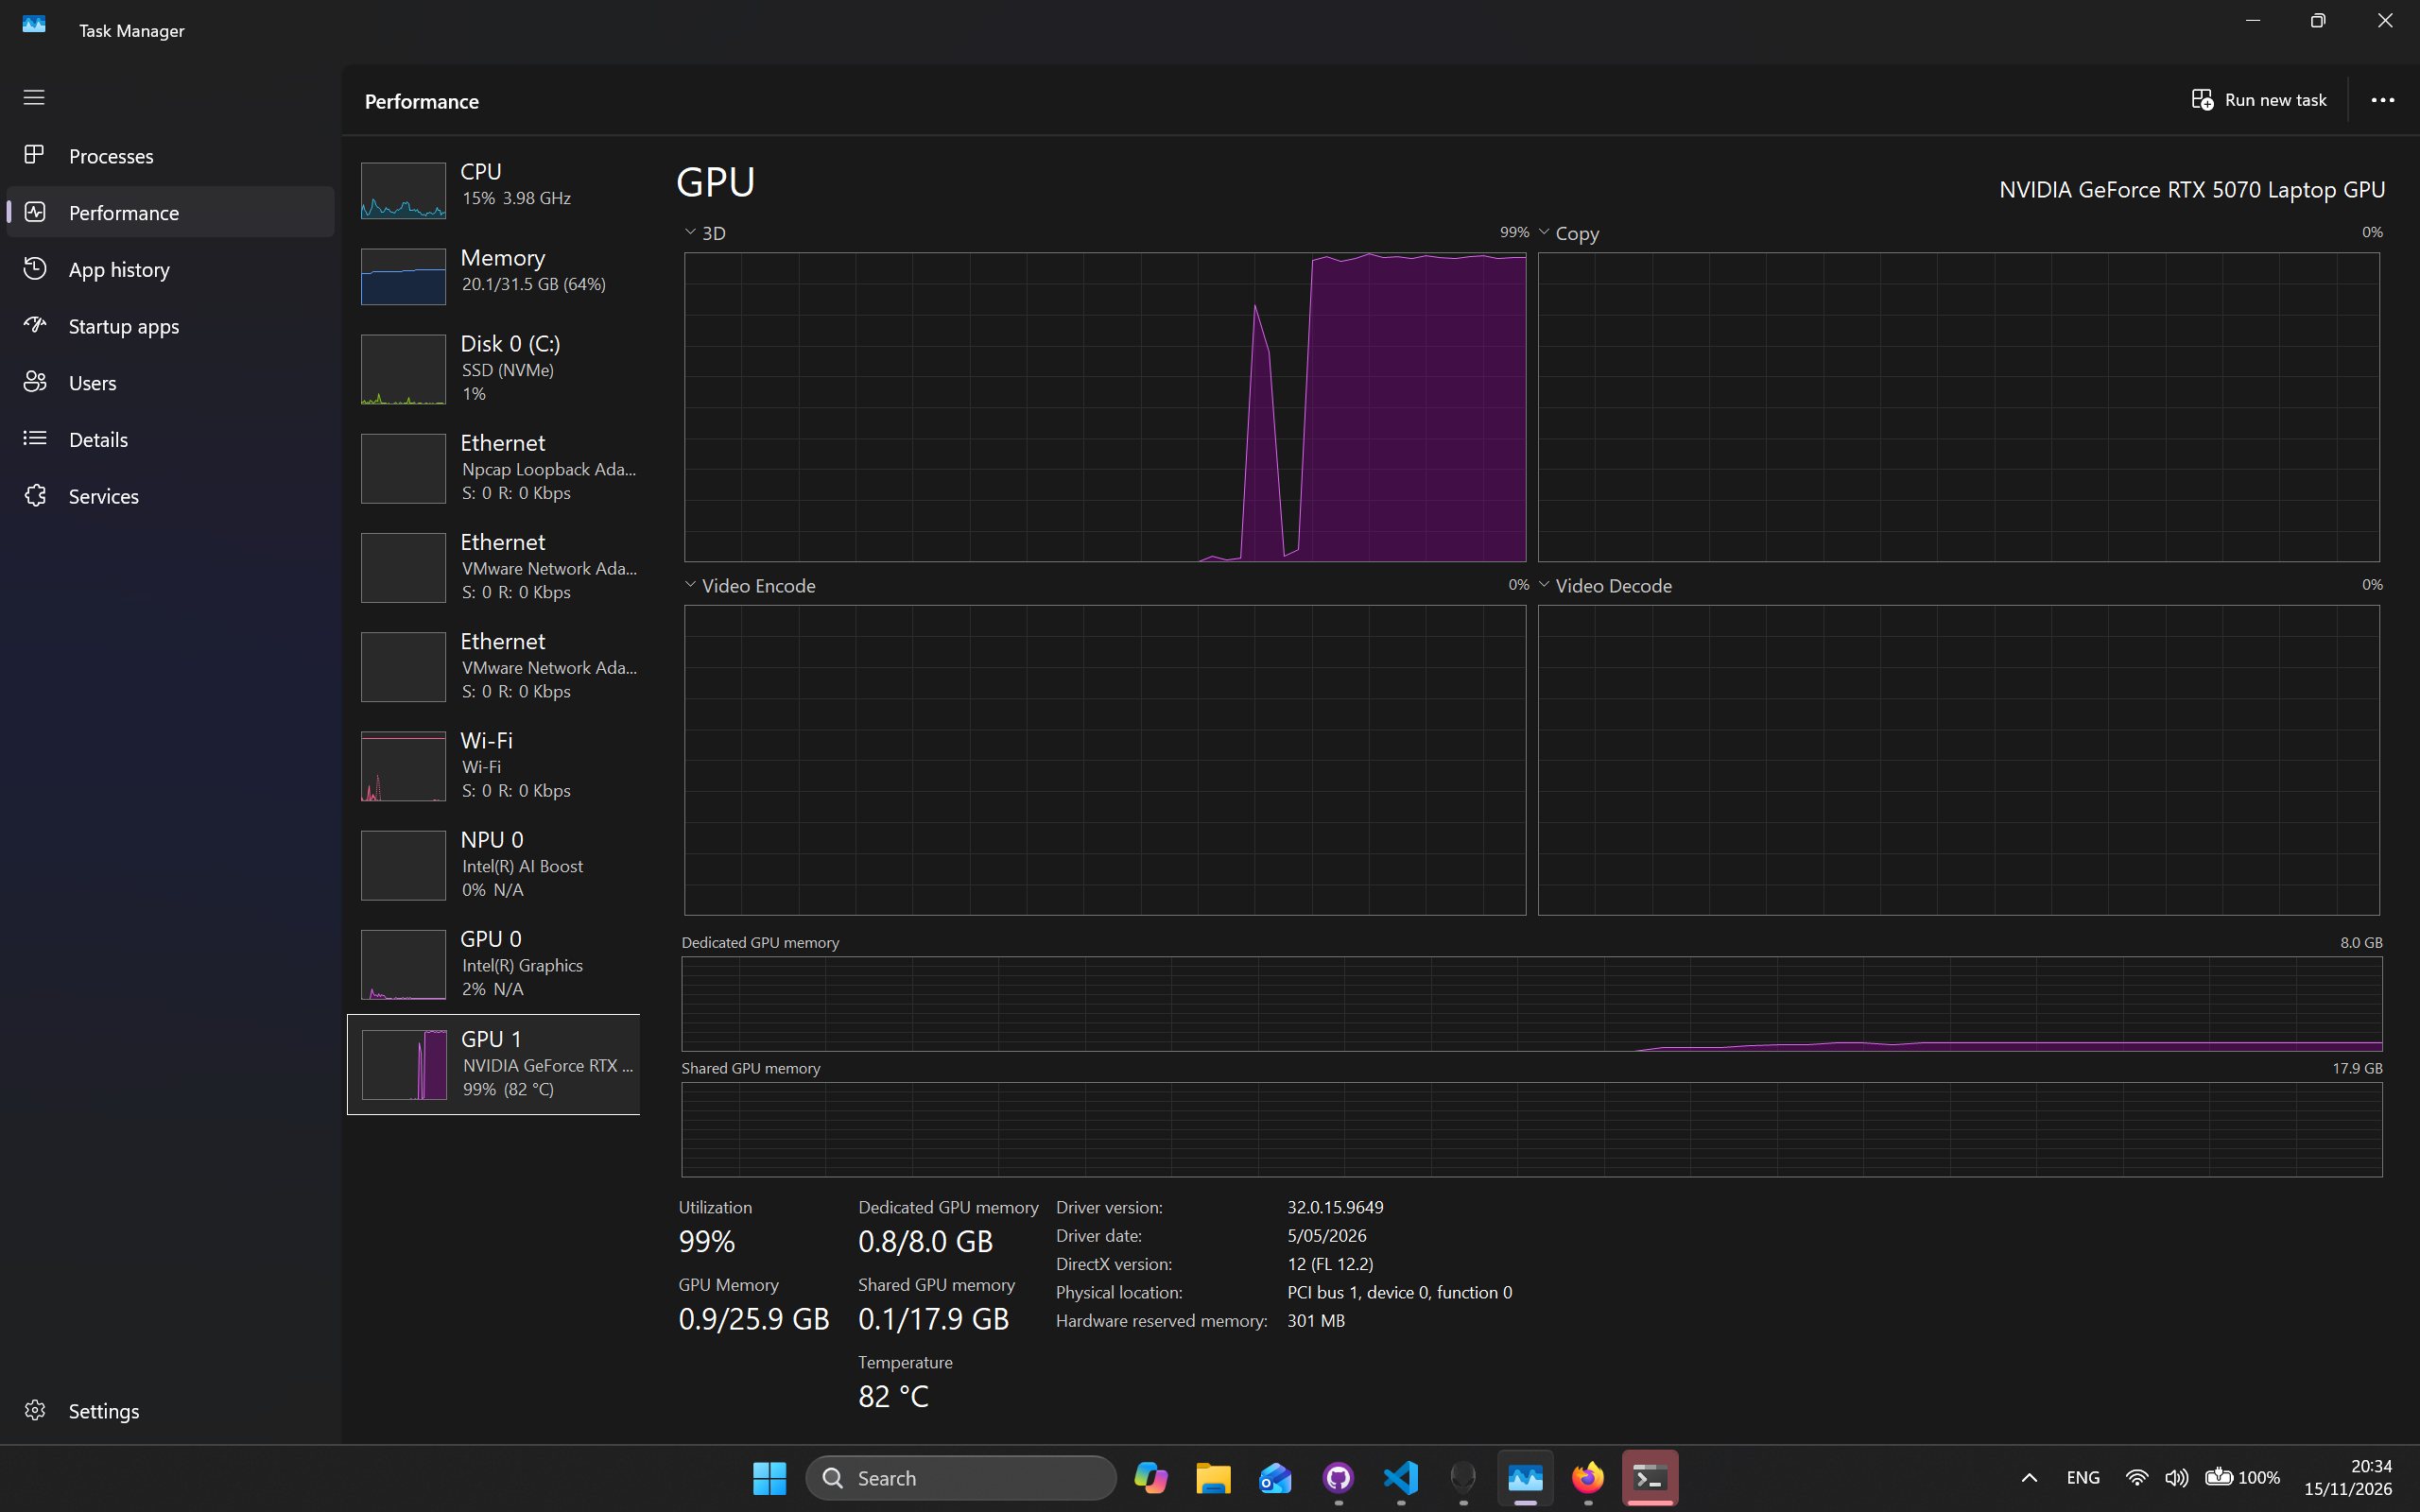 Task Manager
Performance
Run new task
Processes
Performance
App history
Startup apps
Users
Details
Services
Settings
CPU
15% 3.98 GHz
Memory
20.1/31.5 GB (64%)
Disk 0 (C:)
SSD (NVMe)
1%
Ethernet
Npcap Loopback Ada...
S: 0 R: 0 Kbps
Ethernet
VMware Network Ada...
S: 0 R: 0 Kbps
Ethernet
VMware Network Ada...
S: 0 R: 0 Kbps
Wi-Fi
Wi-Fi
S: 0 R: 0 Kbps
NPU 0
Intel(R) AI Boost
0% N/A
GPU 0
Intel(R) Graphics
2% N/A
GPU 1
NVIDIA GeForce RTX ...
99% (82 °C)
GPU
NVIDIA GeForce RTX 5070 Laptop GPU
3D 99%
Copy 0%
Video Encode 0%
Video Decode 0%
Dedicated GPU memory 8.0 GB
Shared GPU memory 17.9 GB
Utilization
99%
Dedicated GPU memory
0.8/8.0 GB
GPU Memory
0.9/25.9 GB
Shared GPU memory
0.1/17.9 GB
Temperature
82 °C
Driver version: 32.0.15.9649
Driver date: 5/05/2026
DirectX version: 12 (FL 12.2)
Physical location: PCI bus 1, device 0, function 0
Hardware reserved memory: 301 MB
Search
ENG
100%
20:34
15/11/2026